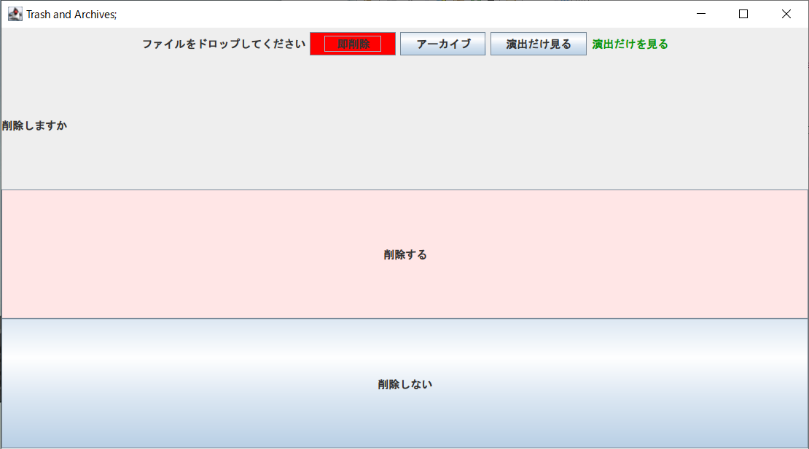 Trash and Archives;
ファイルをドロップしてください 即削除 アーカイブ 演出だけ見る 演出だけを見る
削除しますか
削除する
削除しない